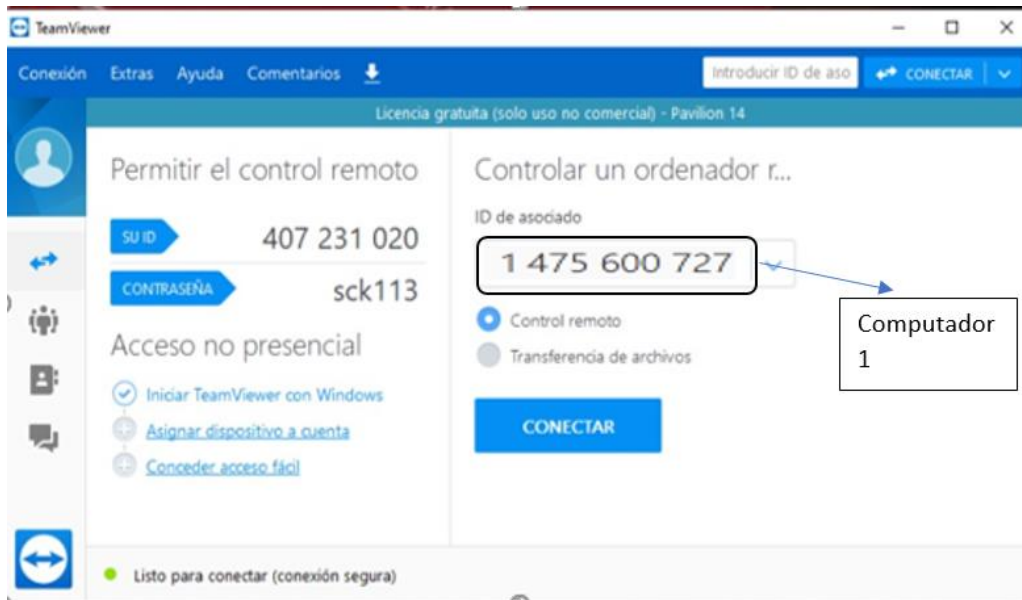 TeamViewer
Conexión Extras Ayuda Comentarios
Introducir ID de aso
CONECTAR
Licencia gratuita (solo uso no comercial) - Pavilion 14
Permitir el control remoto
SU ID 407 231 020
CONTRASEÑA sck113
Acceso no presencial
Iniciar TeamViewer con Windows
Asignar dispositivo a cuenta
Conceder acceso fácil
Controlar un ordenador r...
ID de asociado
1 475 600 727
Control remoto
Transferencia de archivos
CONECTAR
Computador
1
Listo para conectar (conexión segura)